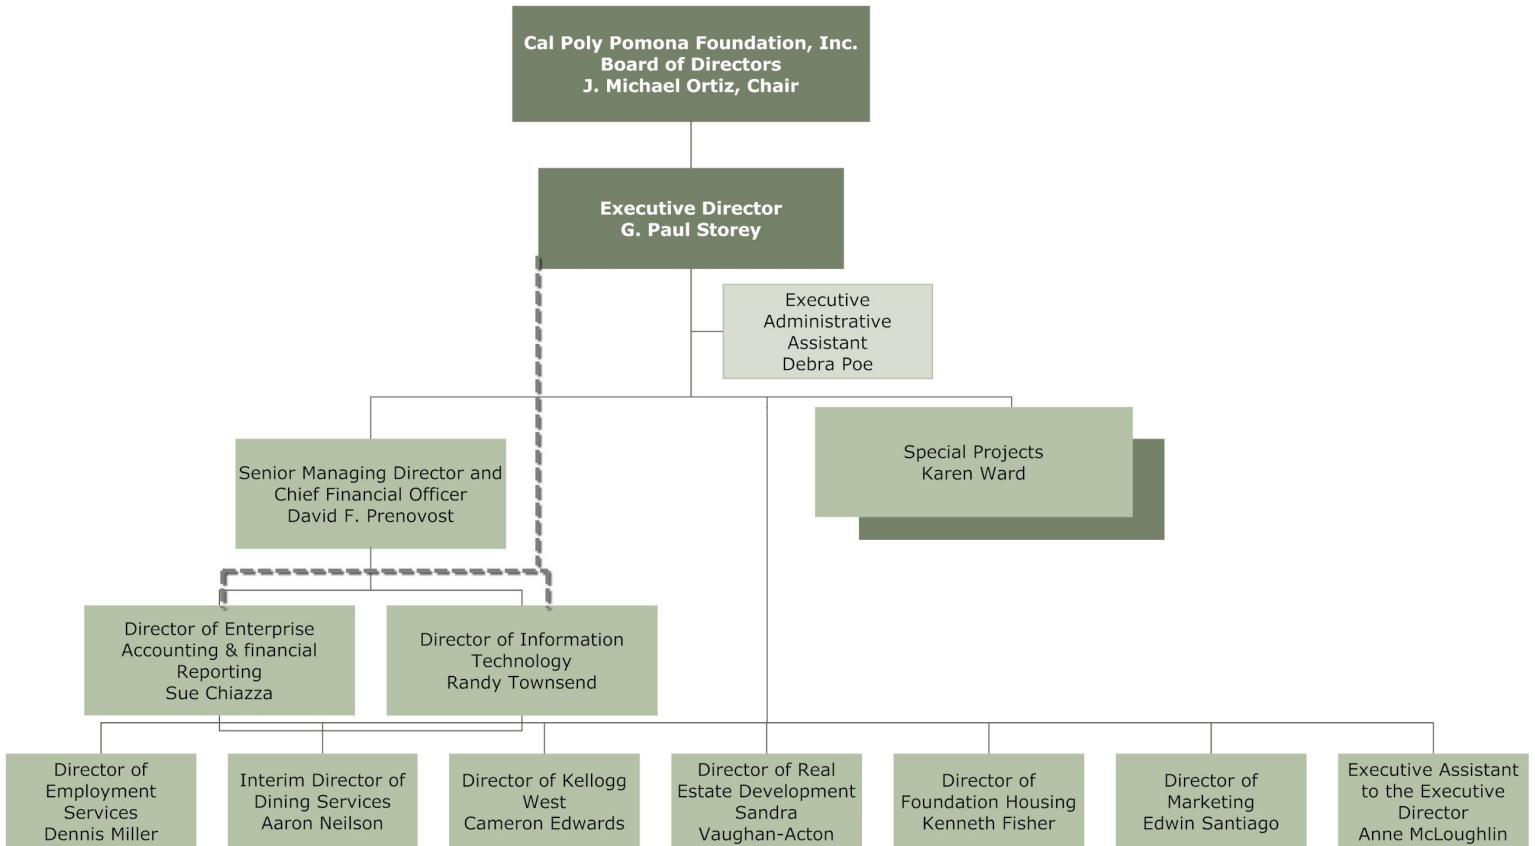 Cal Poly Pomona Foundation, Inc.
Board of Directors
J. Michael Ortiz, Chair
Executive Director
G. Paul Storey
Executive
Administrative
Assistant
Debra Poe
Senior Managing Director and
Chief Financial Officer
David F. Prenovost
Special Projects
Karen Ward
Director of Enterprise
Accounting & financial
Reporting
Sue Chiazza
Director of Information
Technology
Randy Townsend
Director of
Employment
Services
Dennis Miller
Interim Director of
Dining Services
Aaron Neilson
Director of Kellogg
West
Cameron Edwards
Director of Real
Estate Development
Sandra
Vaughan-Acton
Director of
Foundation Housing
Kenneth Fisher
Director of
Marketing
Edwin Santiago
Executive Assistant
to the Executive
Director
Anne McLoughlin